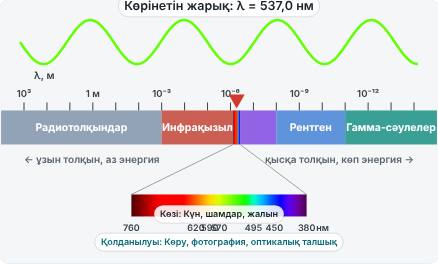 Көрінетін жарық: λ = 537,0 нм
λ, м
10³ 1 м 10⁻³ 10⁻⁶ 10⁻⁹ 10⁻¹²
Радиотолқындар Инфрақызыл Рентген Гамма-сәулелер
← ұзын толқын, аз энергия қысқа толқын, көп энергия →
Көзі: Күн, шамдар, жалын
760 620 590 570 495 450 380 нм
Қолданылуы: Көру, фотография, оптикалық талшық